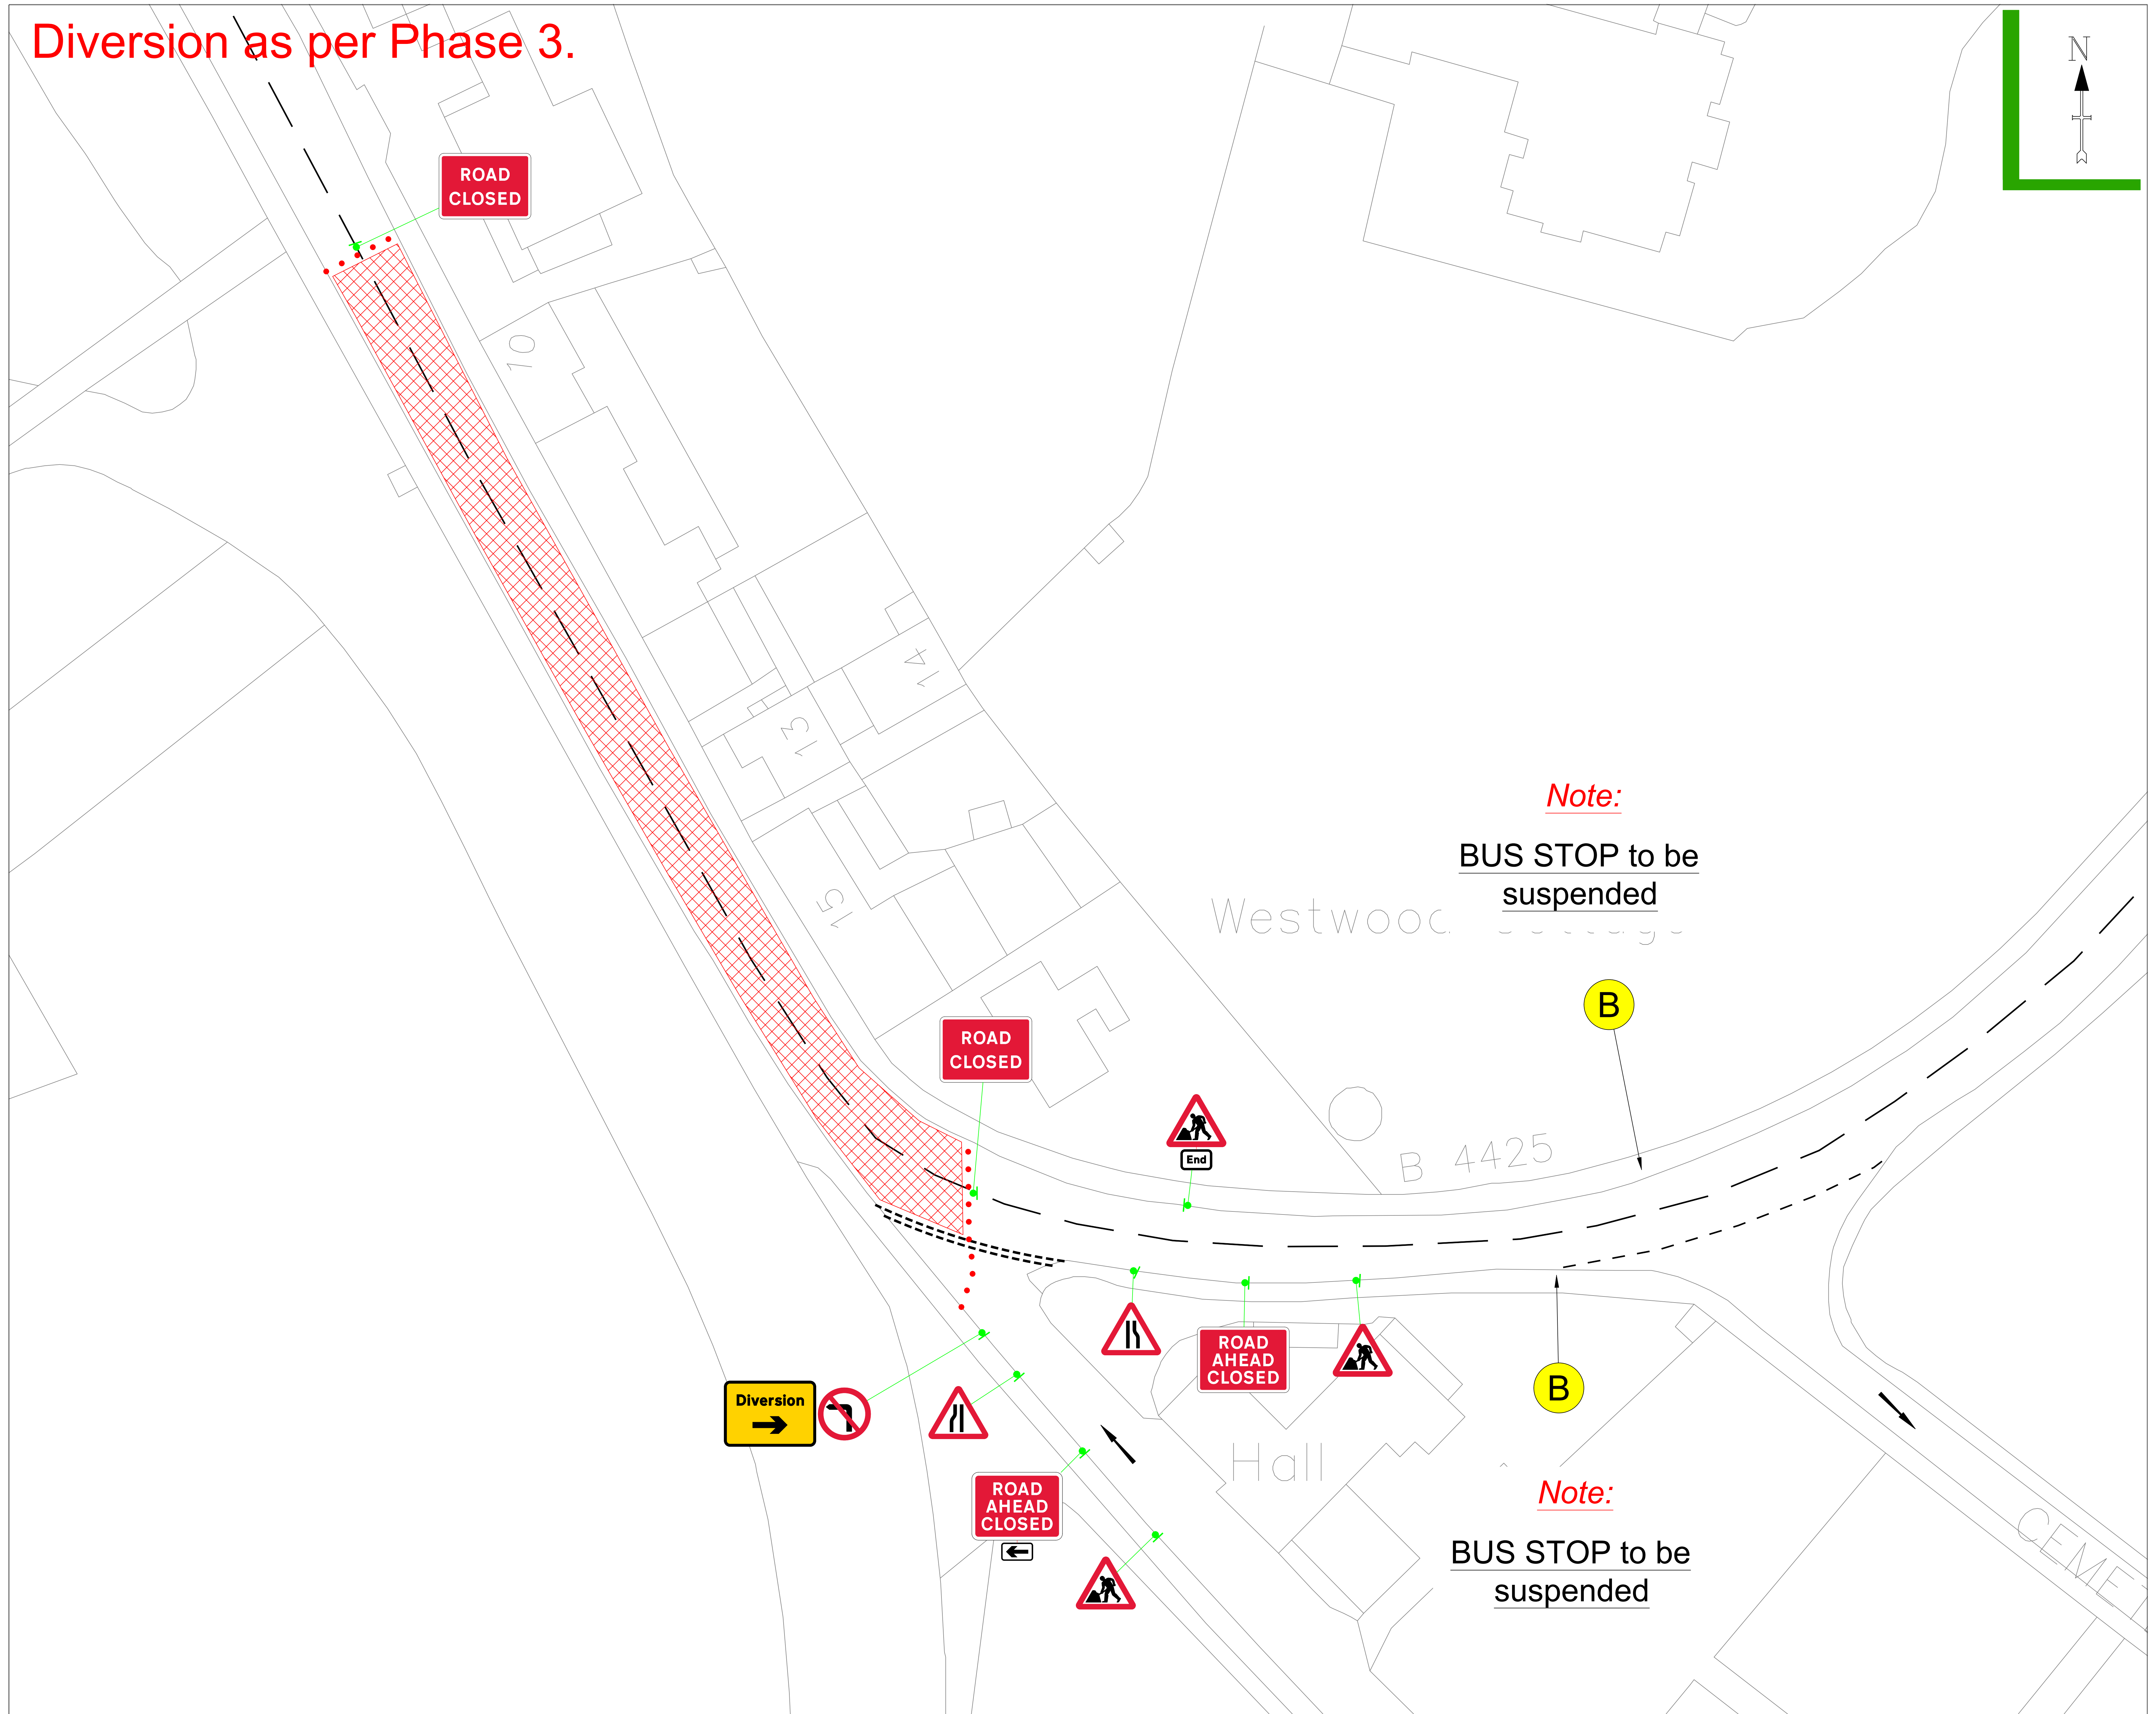 Diversion as per Phase 3.
N
ROAD
CLOSED
10
14
13
15
Note:
BUS STOP to be
suspended
B
ROAD
CLOSED
End
B 4425
ROAD
AHEAD
CLOSED
Diversion
B
Hall
ROAD
AHEAD
CLOSED
Note:
BUS STOP to be
suspended